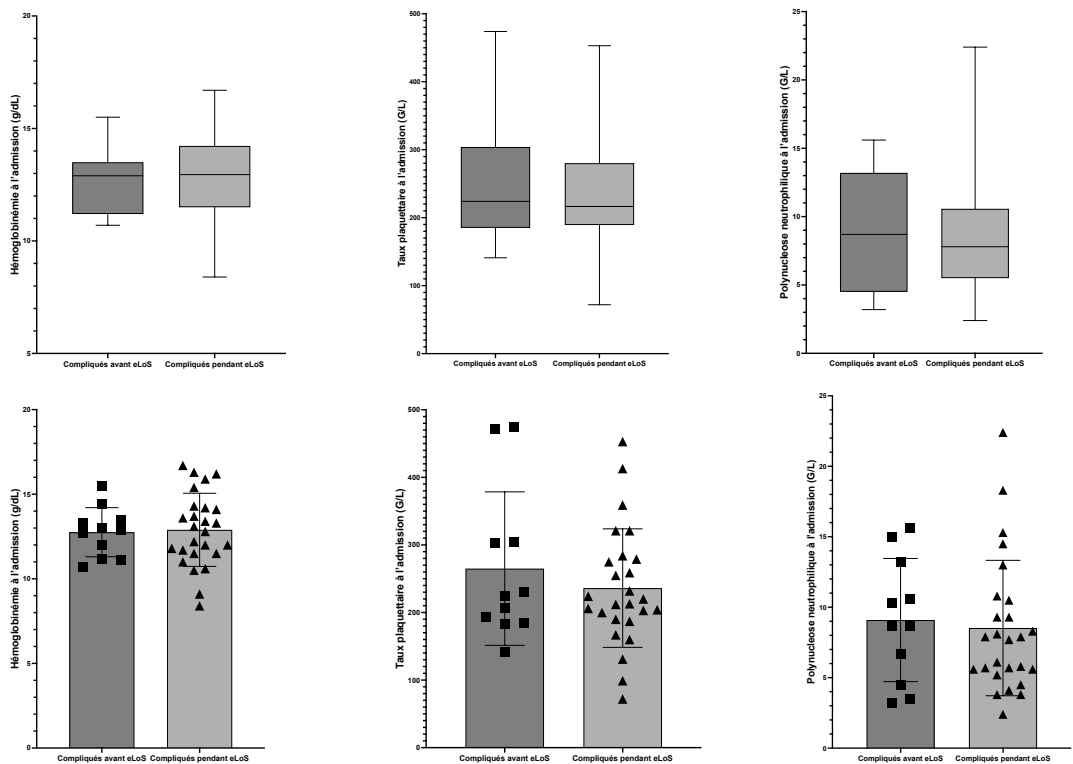 Hémoglobinémie à l'admission (g/dL)
20
15
10
5
Compliqués avant eLoS
Compliqués pendant eLoS
Taux plaquettaire à l'admission (G/L)
500
400
300
200
100
0
Compliqués avant eLoS
Compliqués pendant eLoS
Polynucleose neutrophilique à l'admission (G/L)
25
20
15
10
5
0
Compliqués avant eLoS
Compliqués pendant eLoS
Hémoglobinémie à l'admission (g/dL)
20
15
10
5
0
Compliqués avant eLoS
Compliqués pendant eLoS
Taux plaquettaire à l'admission (G/L)
500
400
300
200
100
0
Compliqués avant eLoS
Compliqués pendant eLoS
Polynucleose neutrophilique à l'admission (G/L)
25
20
15
10
5
0
Compliqués avant eLoS
Compliqués pendant eLoS